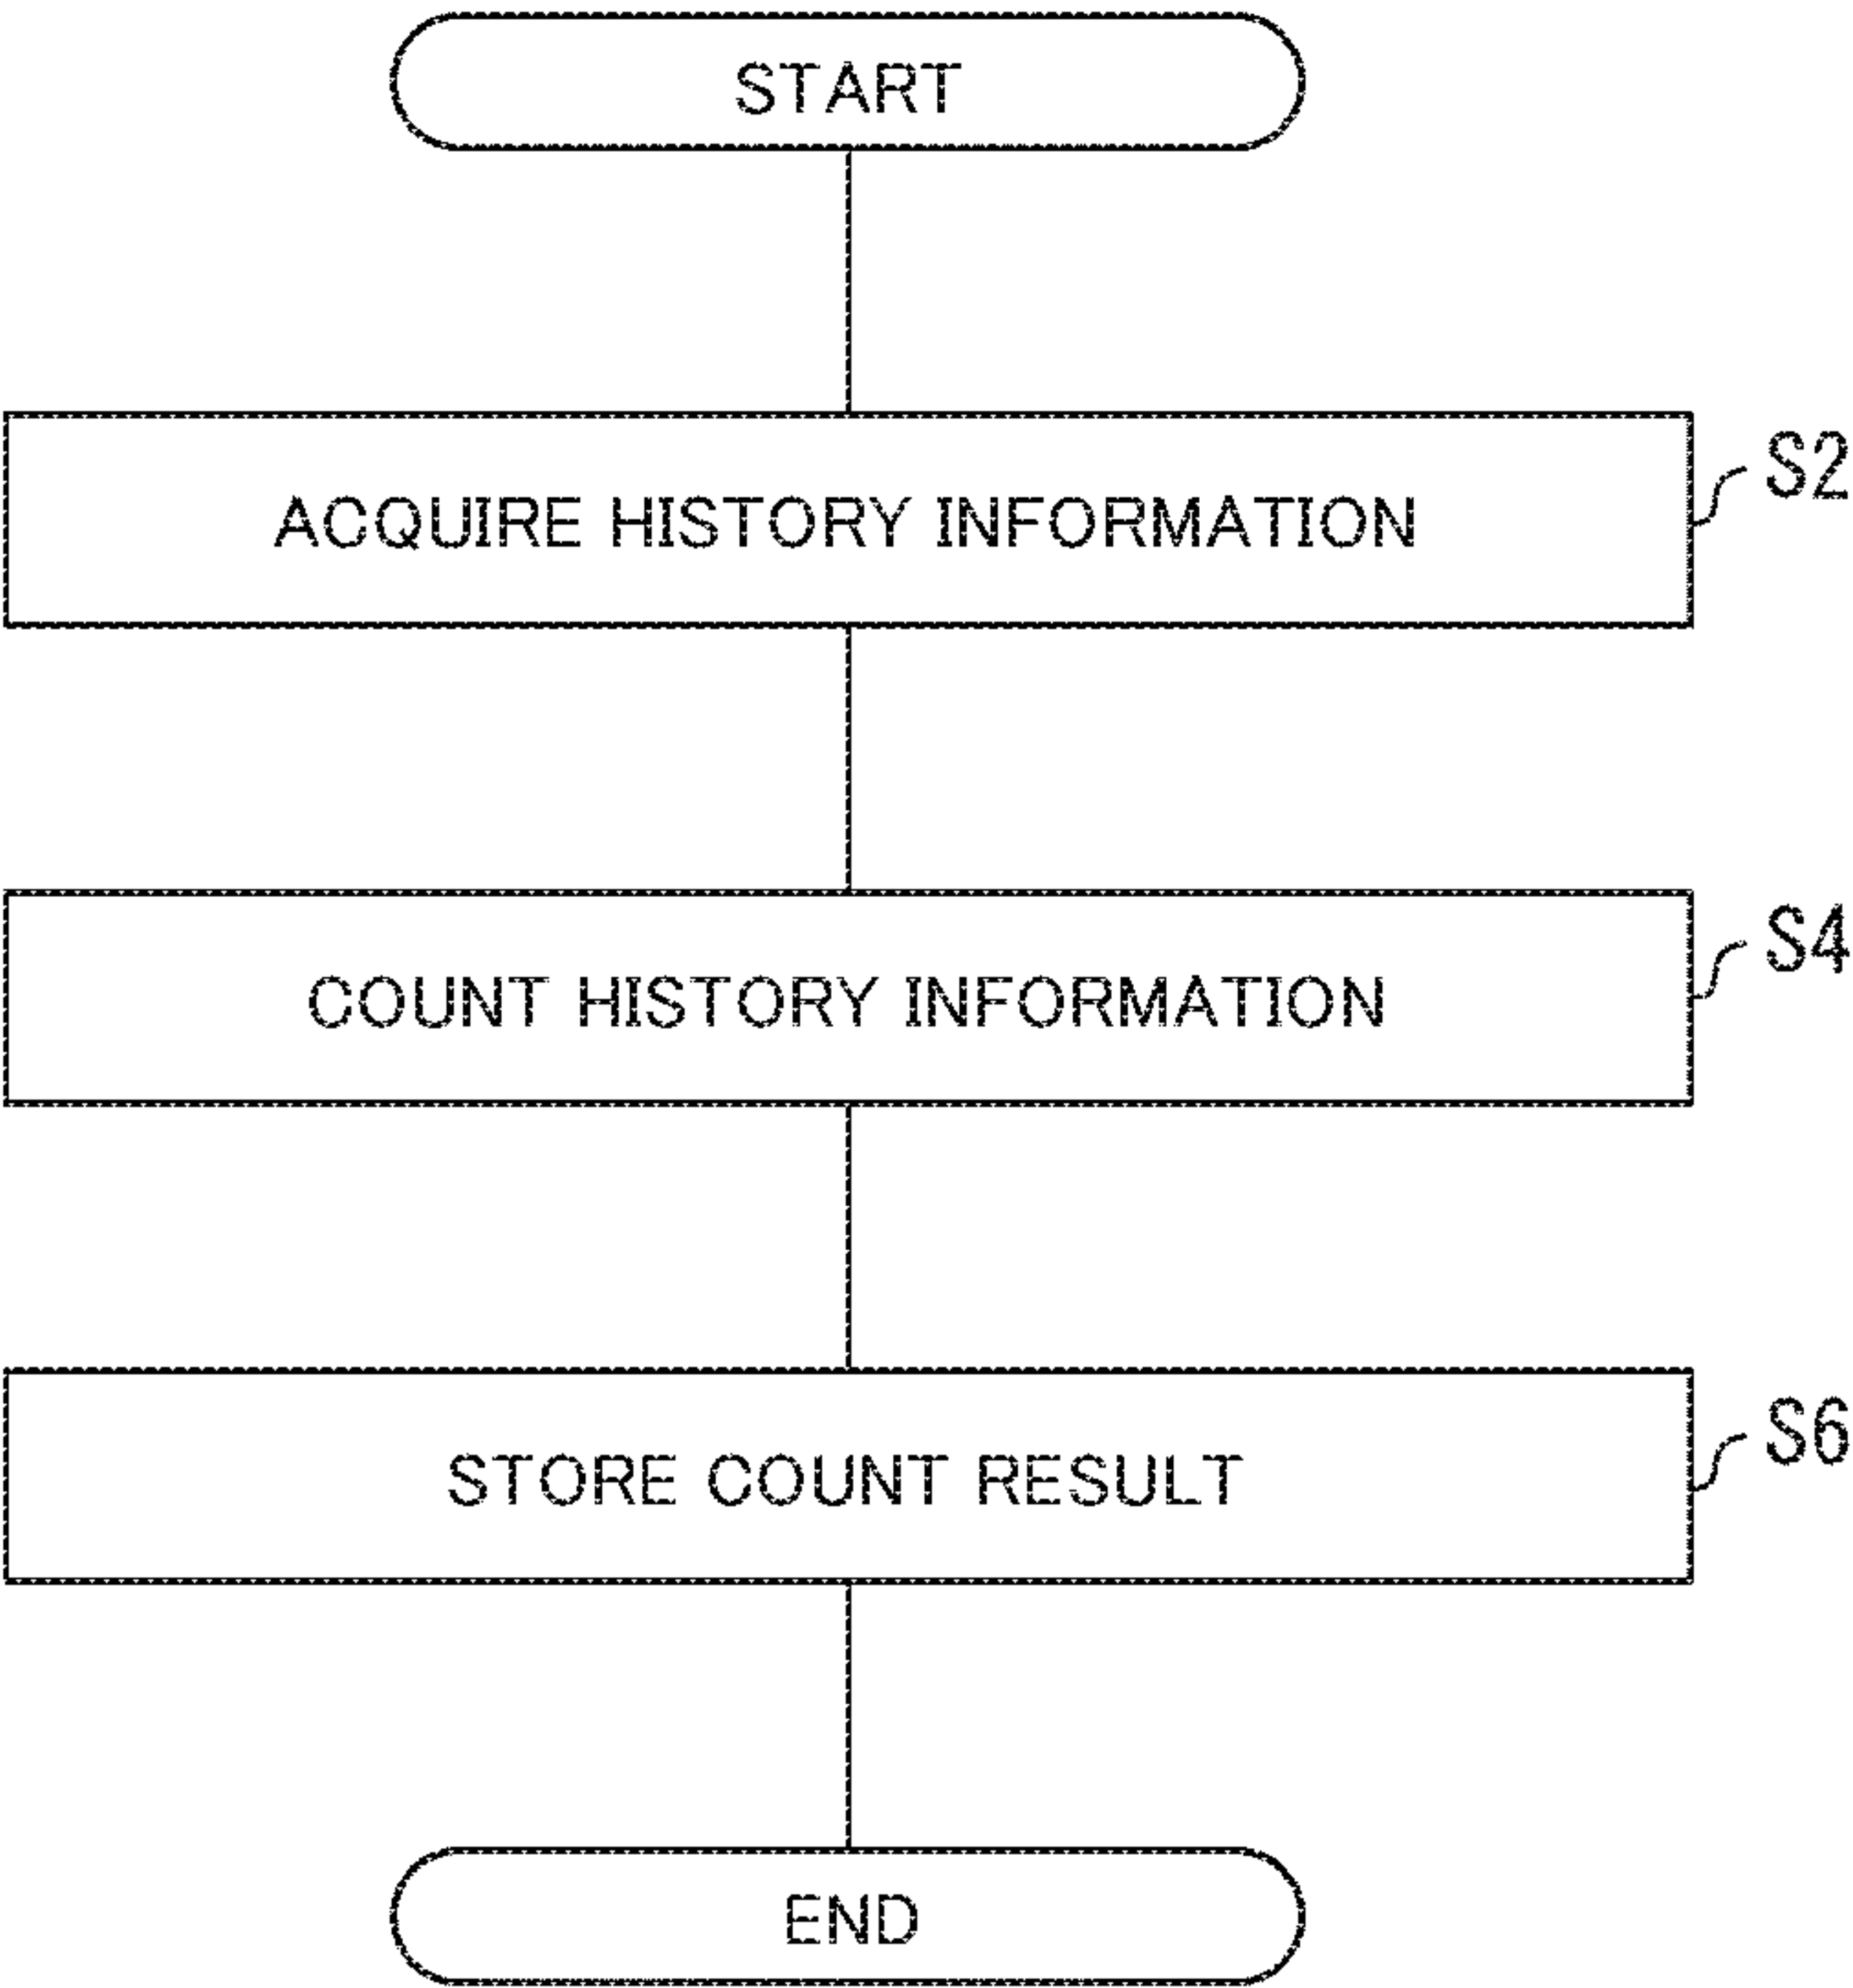 START
ACQUIRE HISTORY INFORMATION
S2
COUNT HISTORY INFORMATION
S4
STORE COUNT RESULT
S6
END